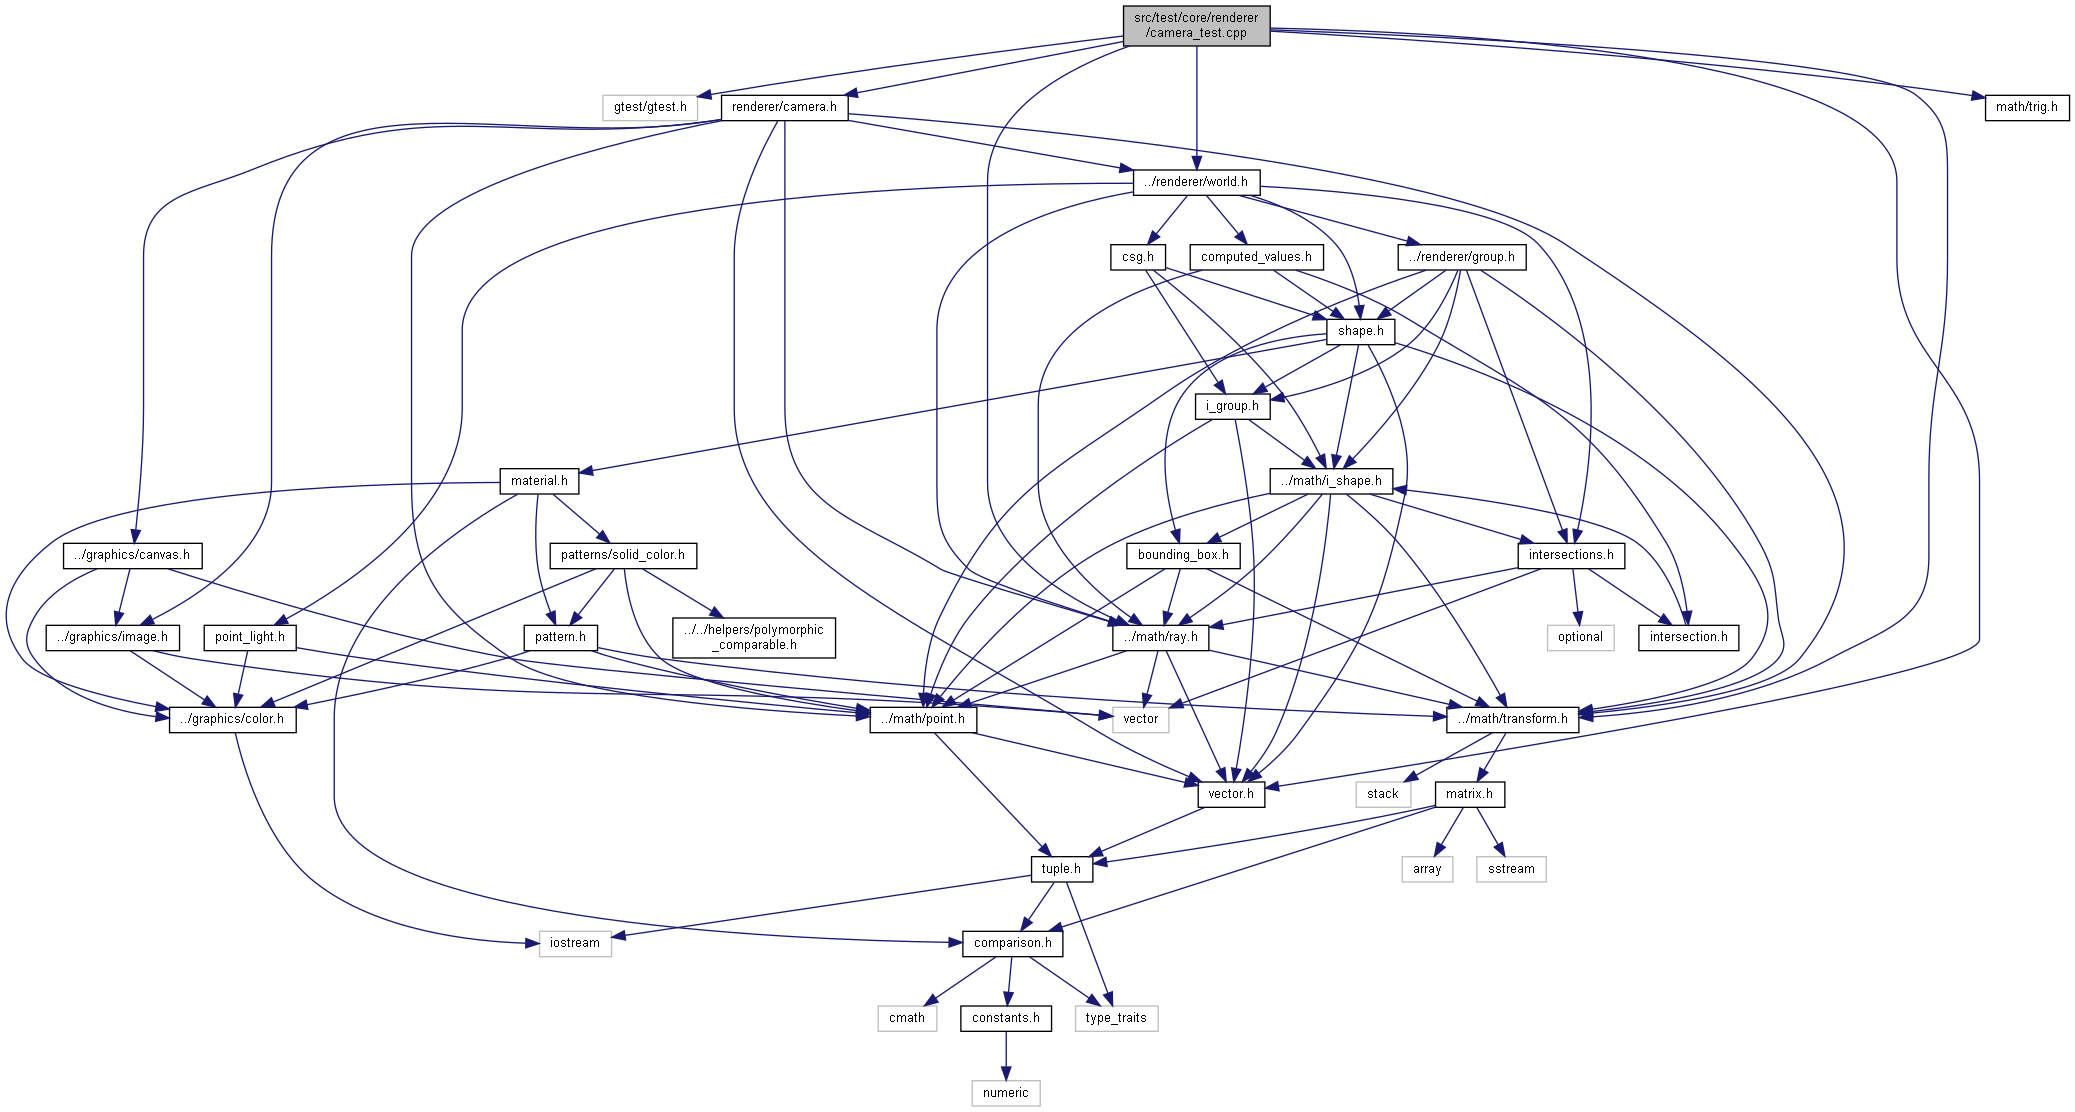 src/test/core/renderer
/camera_test.cpp
gtest/gtest.h
renderer/camera.h
math/trig.h
../renderer/world.h
csg.h
computed_values.h
../renderer/group.h
shape.h
i_group.h
material.h
../math/i_shape.h
../graphics/canvas.h
patterns/solid_color.h
bounding_box.h
intersections.h
../graphics/image.h
point_light.h
pattern.h
../../helpers/polymorphic
_comparable.h
../math/ray.h
optional
intersection.h
../graphics/color.h
../math/point.h
vector
../math/transform.h
vector.h
stack
matrix.h
tuple.h
array
sstream
iostream
comparison.h
cmath
constants.h
type_traits
numeric